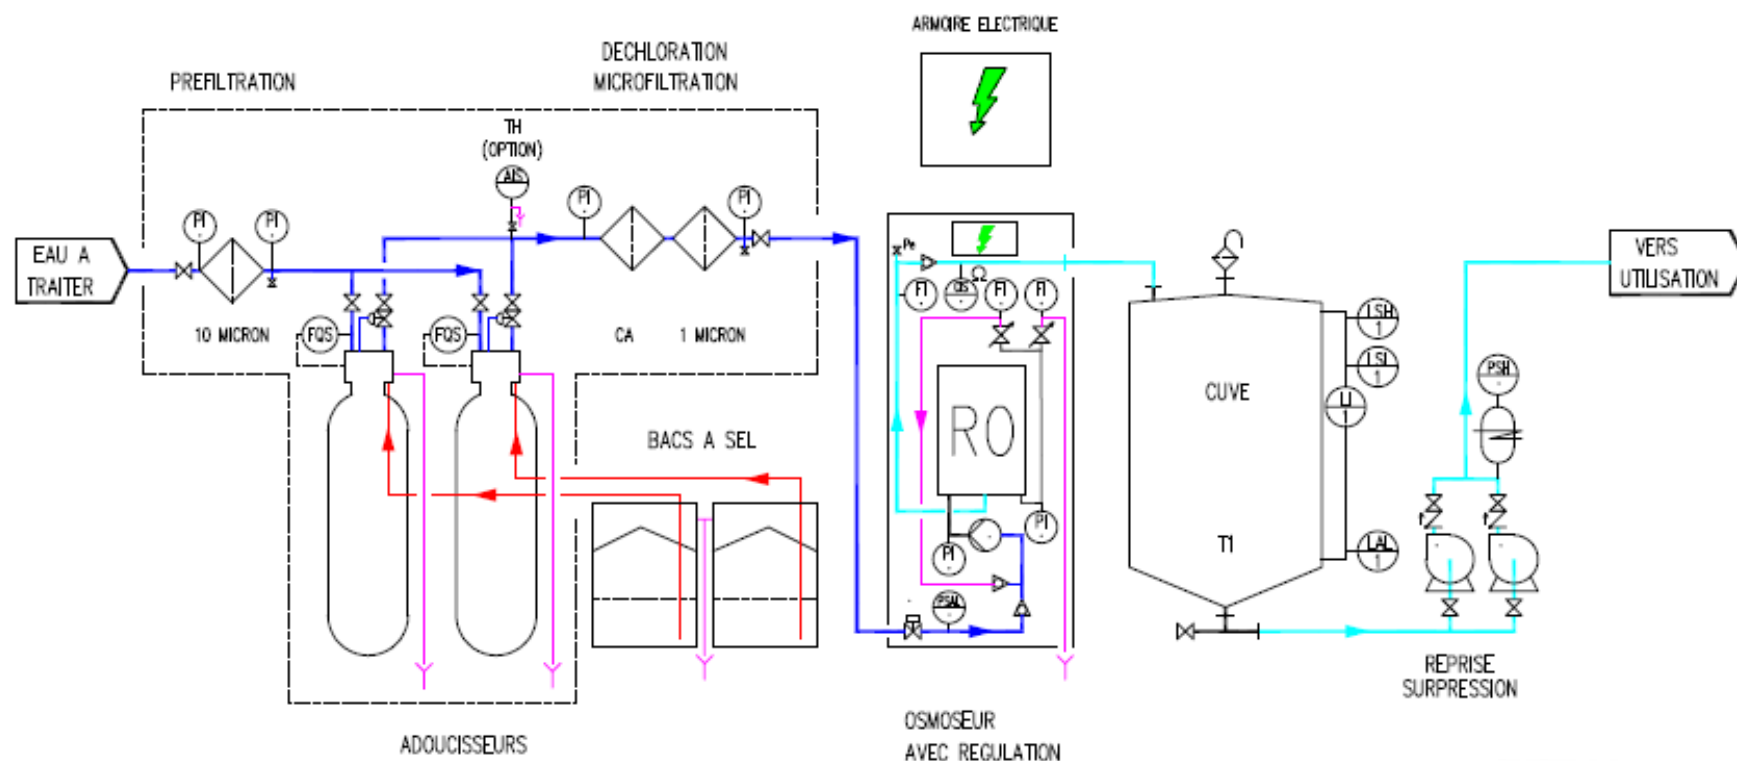 ARMOIRE ELECTRIQUE
DECHLORATION
MICROFILTRATION
PREFILTRATION
TH
(OPTION)
AIS
PI
PI
PI
PI
EAU A
TRAITER
10 MICRON
FQS
FQS
CA
1 MICRON
BACS A SEL
ADOUCISSEURS
Pe
Ω
FI
CIS
FI
FI
RO
PI
PI
PSAL
OSMOSEUR
AVEC REGULATION
CUVE
T1
LSH
1
LSL
1
LI
1
LAL
1
PSH
REPRISE
SURPRESSION
VERS
UTILISATION